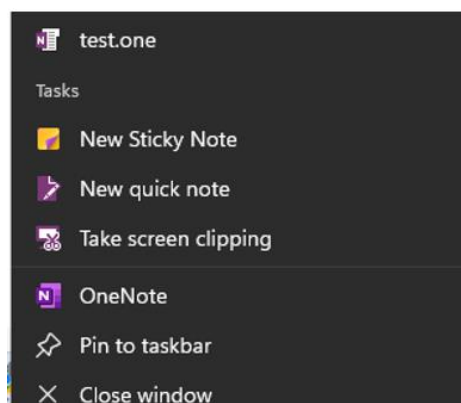 test.one
Tasks
New Sticky Note
New quick note
Take screen clipping
OneNote
Pin to taskbar
Close window